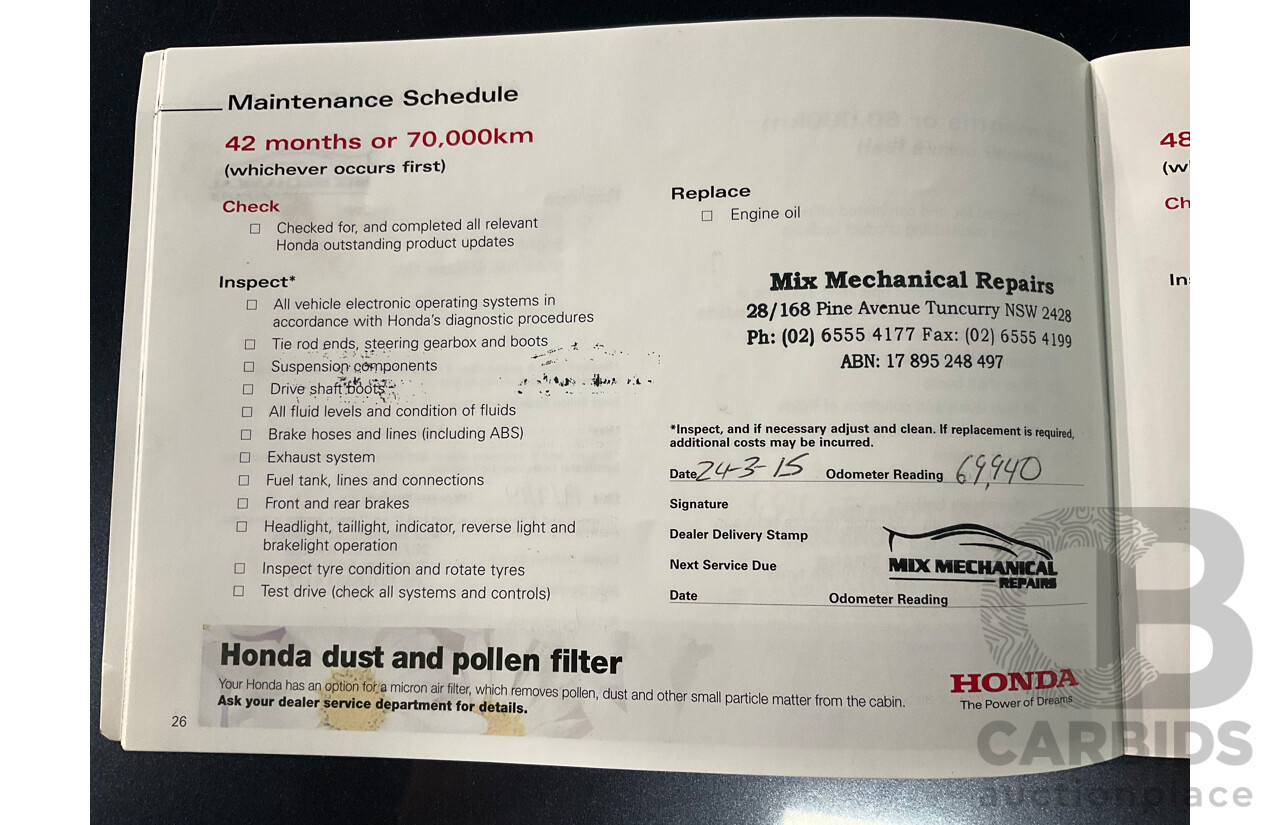 Maintenance Schedule
42 months or 70,000km
(whichever occurs first)
Check
☐ Checked for, and completed all relevant
Honda outstanding product updates
Inspect*
☐ All vehicle electronic operating systems in
accordance with Honda's diagnostic procedures
☐ Tie rod ends, steering gearbox and boots
☐ Suspension components
☐ Drive shaft boots
☐ All fluid levels and condition of fluids
☐ Brake hoses and lines (including ABS)
☐ Exhaust system
☐ Fuel tank, lines and connections
☐ Front and rear brakes
☐ Headlight, taillight, indicator, reverse light and
brakelight operation
☐ Inspect tyre condition and rotate tyres
☐ Test drive (check all systems and controls)
Replace
☐ Engine oil
Mix Mechanical Repairs
28/168 Pine Avenue Tuncurry NSW 2428
Ph: (02) 6555 4177 Fax: (02) 6555 4199
ABN: 17 895 248 497
*Inspect, and if necessary adjust and clean. If replacement is required,
additional costs may be incurred.
Date 24-3-15 Odometer Reading 69,940
Signature
Dealer Delivery Stamp
Next Service Due
MIX MECHANICAL
REPAIRS
Date Odometer Reading
Honda dust and pollen filter
Your Honda has an option for a micron air filter, which removes pollen, dust and other small particle matter from the cabin.
Ask your dealer service department for details.
HONDA
The Power of Dreams
26
48
(w
Ch
In
CARBIDS
auctionplace